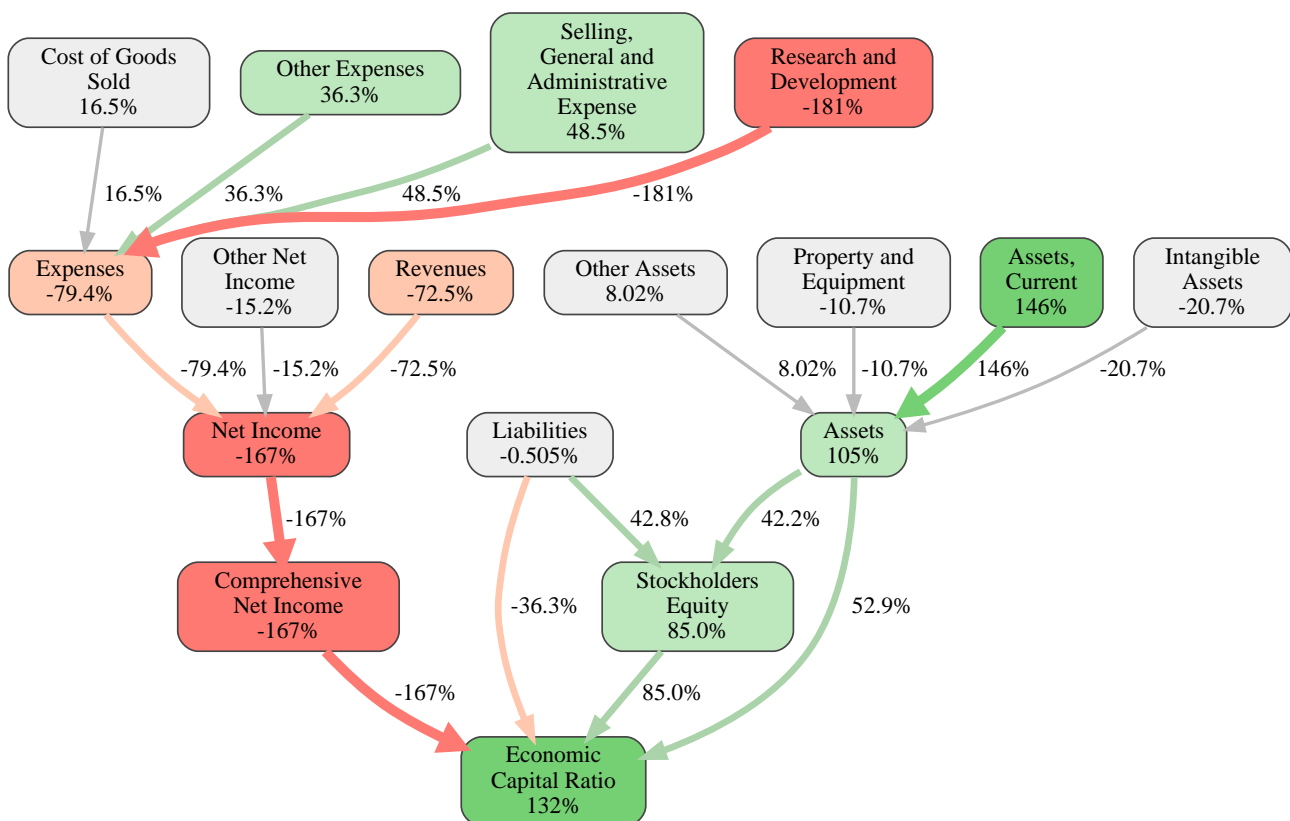 Cost of Goods
Sold
16.5%
Other Expenses
36.3%
Selling,
General and
Administrative
Expense
48.5%
Research and
Development
-181%
16.5%
36.3%
48.5%
-181%
Expenses
-79.4%
Other Net
Income
-15.2%
Revenues
-72.5%
Other Assets
8.02%
Property and
Equipment
-10.7%
Assets,
Current
146%
Intangible
Assets
-20.7%
-79.4%
-15.2%
-72.5%
8.02%
-10.7%
146%
-20.7%
Net Income
-167%
Liabilities
-0.505%
Assets
105%
-167%
42.8%
42.2%
Comprehensive
Net Income
-167%
-36.3%
Stockholders
Equity
85.0%
52.9%
-167%
85.0%
Economic
Capital Ratio
132%